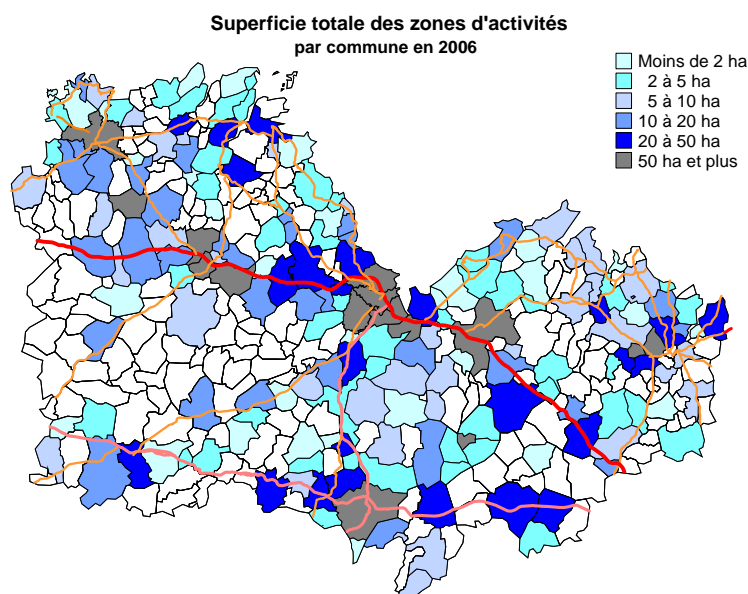 Superficie totale des zones d'activités
par commune en 2006
Moins de 2 ha
2 à 5 ha
5 à 10 ha
10 à 20 ha
20 à 50 ha
50 ha et plus